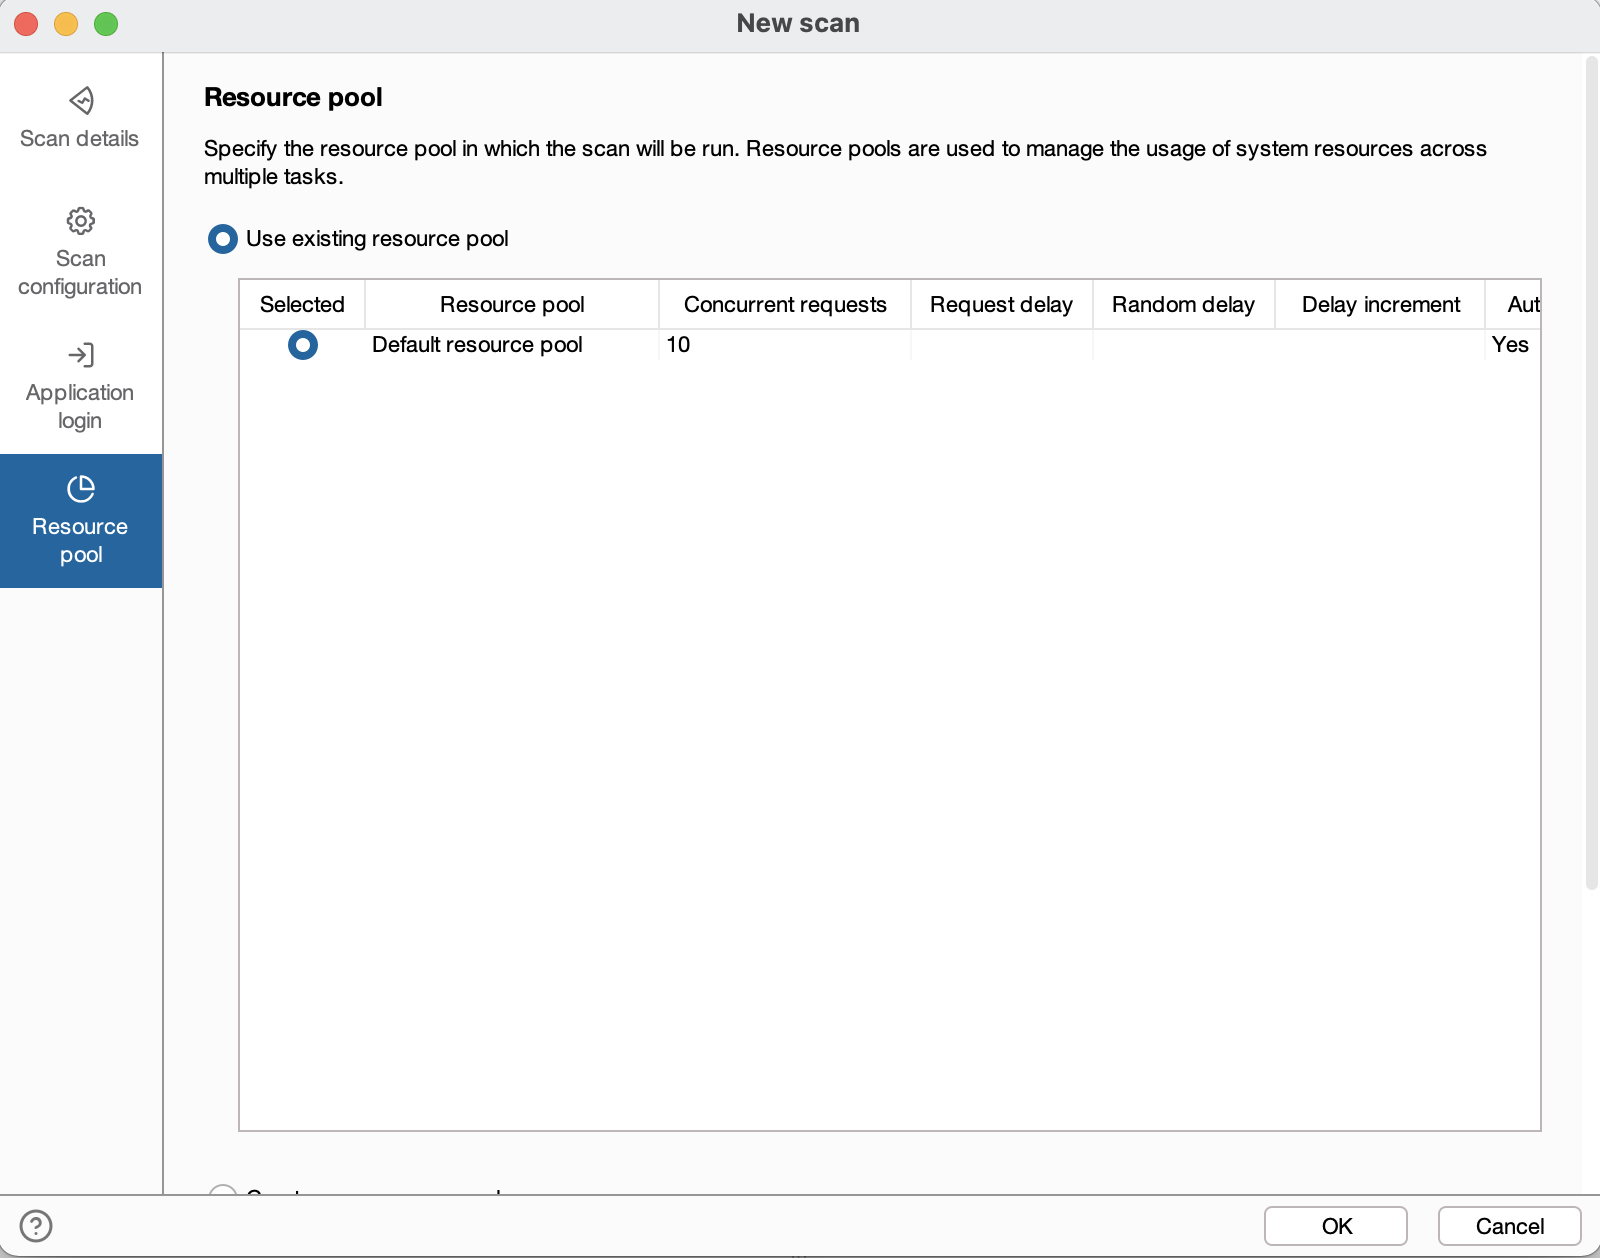 New scan
Scan details
Scan
configuration
Application
login
Resource
pool
Resource pool
Specify the resource pool in which the scan will be run. Resource pools are used to manage the usage of system resources across
multiple tasks.
Use existing resource pool
Selected Resource pool Concurrent requests Request delay Random delay Delay increment Aut
Default resource pool 10 Yes
?
OK Cancel